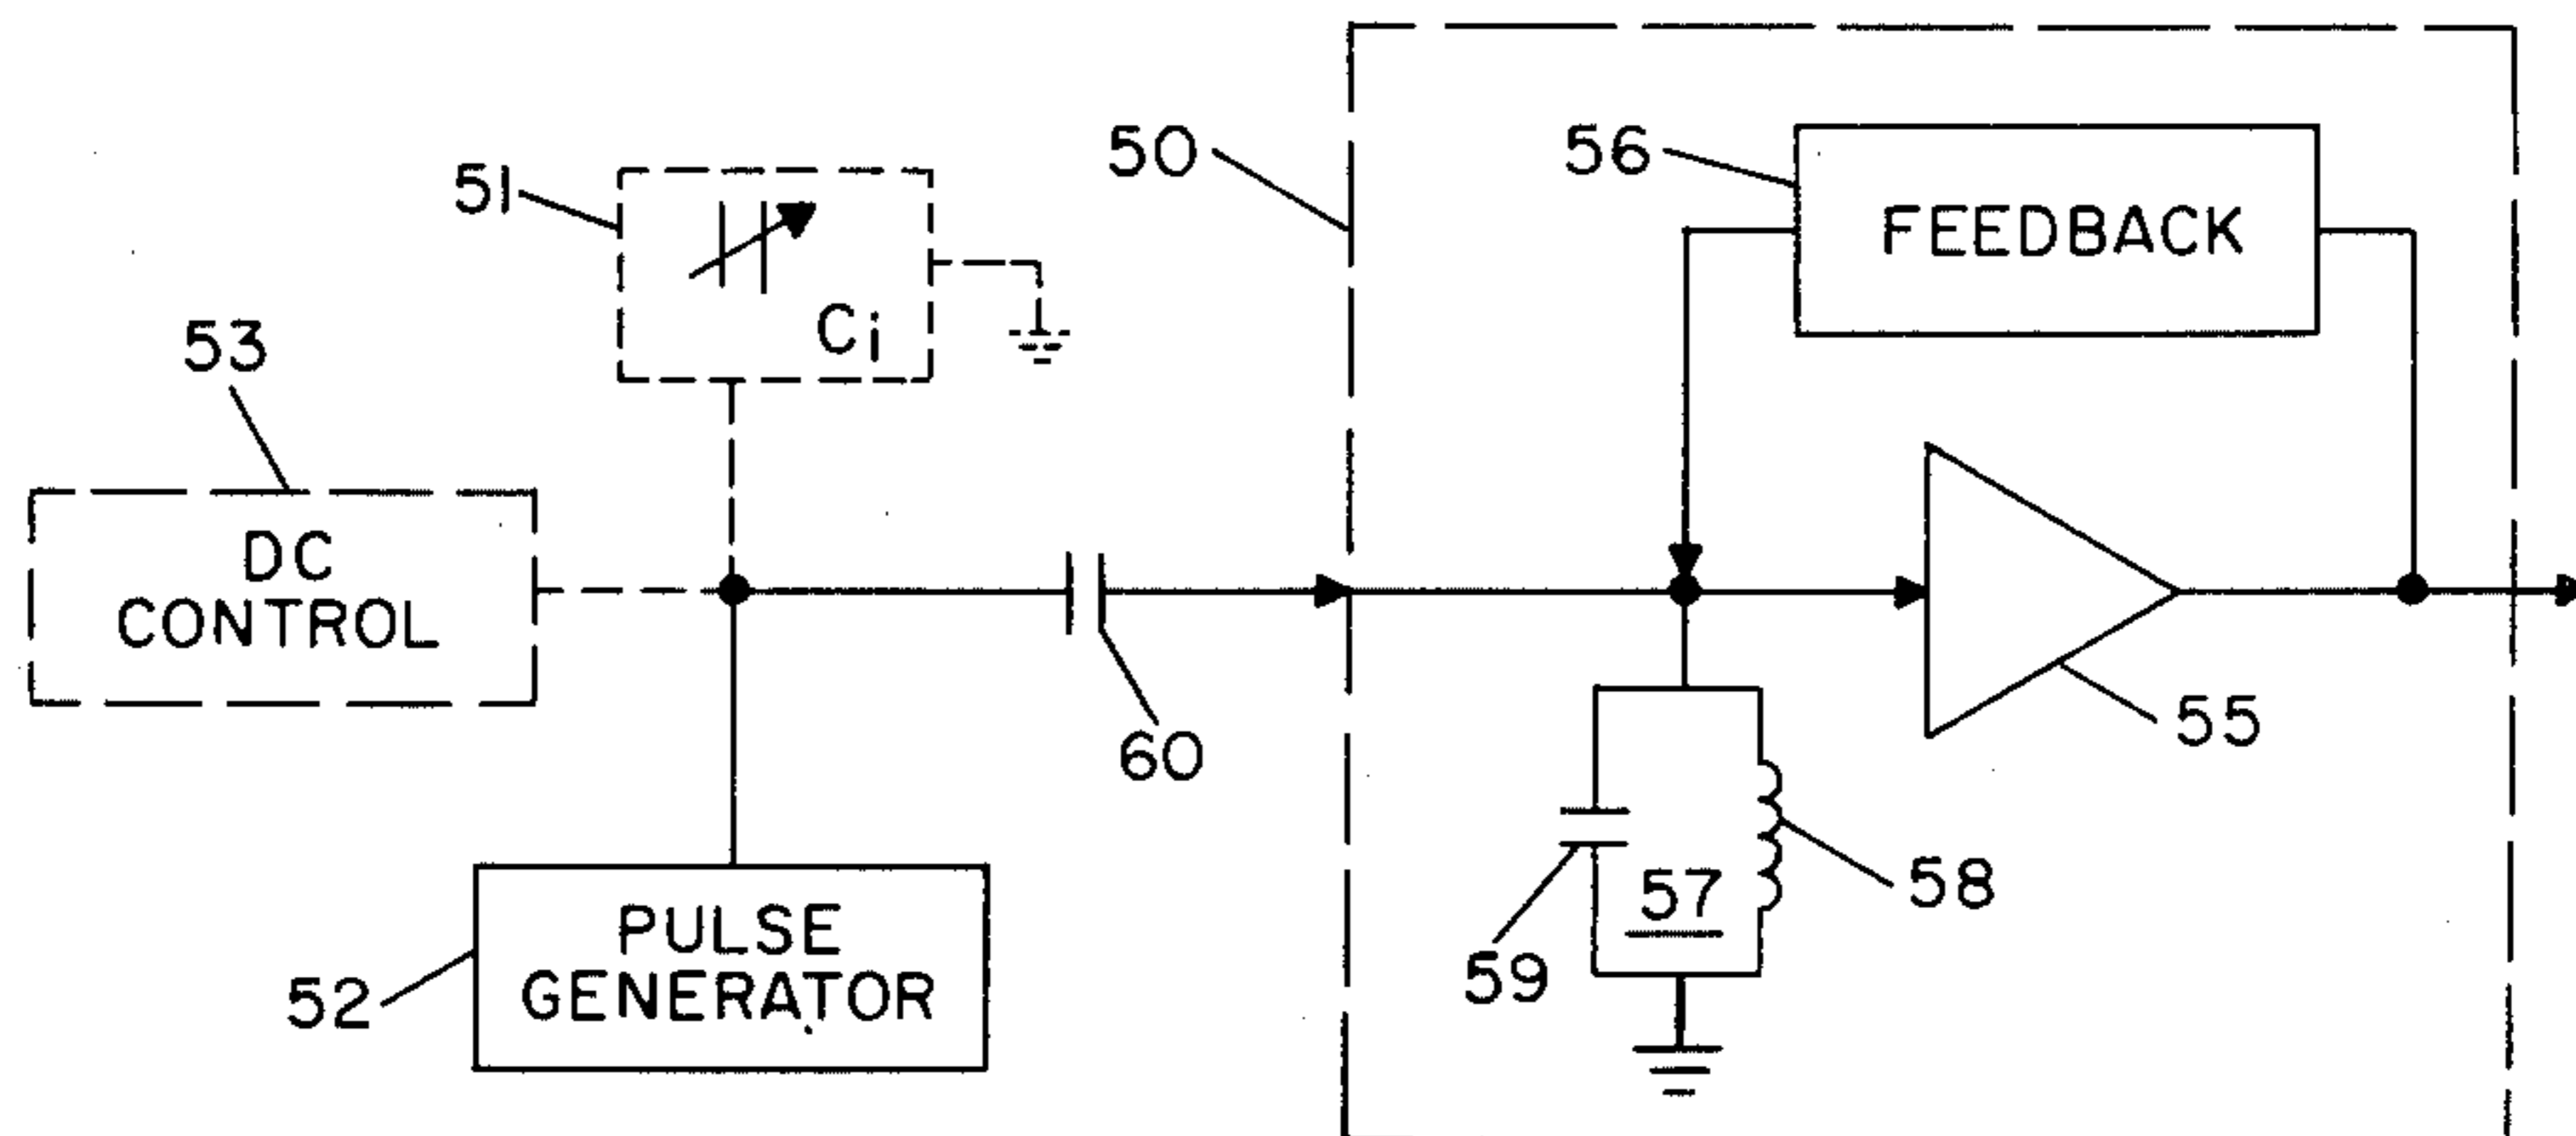 50
56
FEEDBACK
51
Ci
53
DC
CONTROL
60
55
58
57
59
PULSE
GENERATOR
52